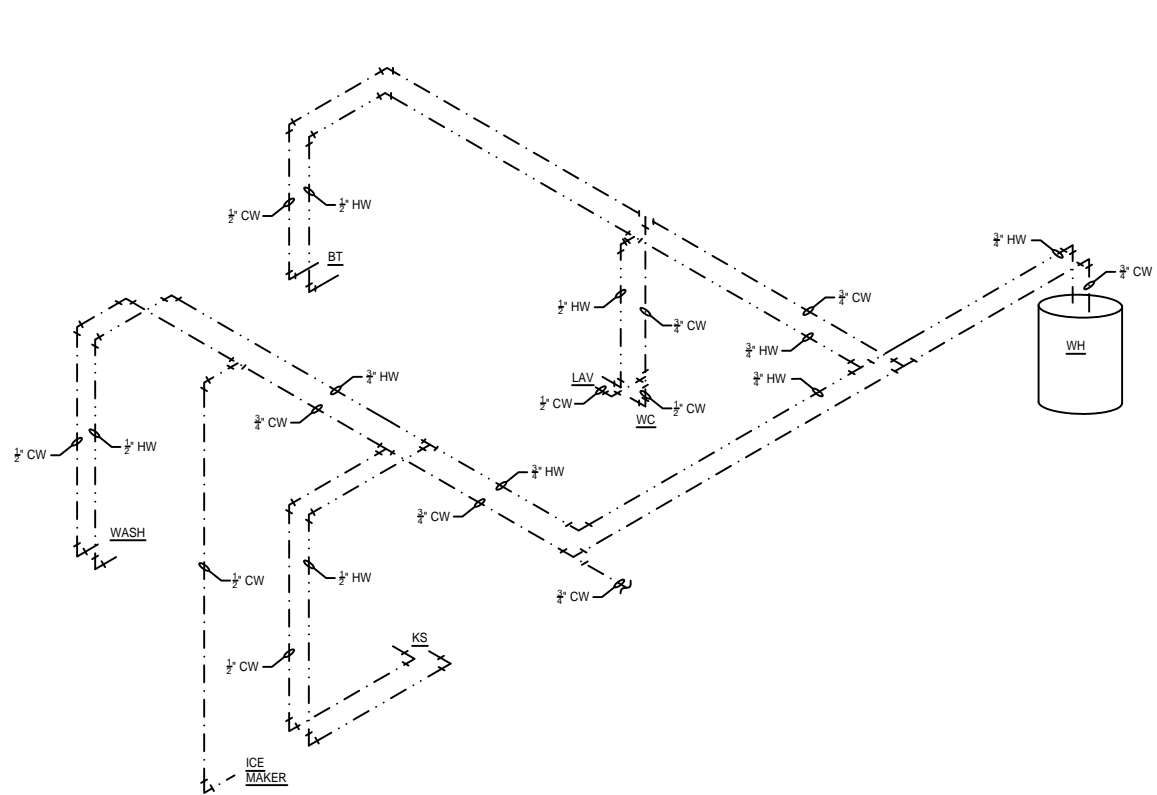 1/2" CW
1/2" HW
BT
3/4" HW
3/4" CW
WH
3/4" CW
3/4" HW
1/2" HW
3/4" CW
LAV
1/2" CW
1/2" CW
WC
3/4" HW
3/4" HW
3/4" CW
1/2" CW
1/2" HW
WASH
3/4" HW
3/4" CW
3/4" CW
1/2" CW
1/2" HW
1/2" CW
KS
ICE
MAKER